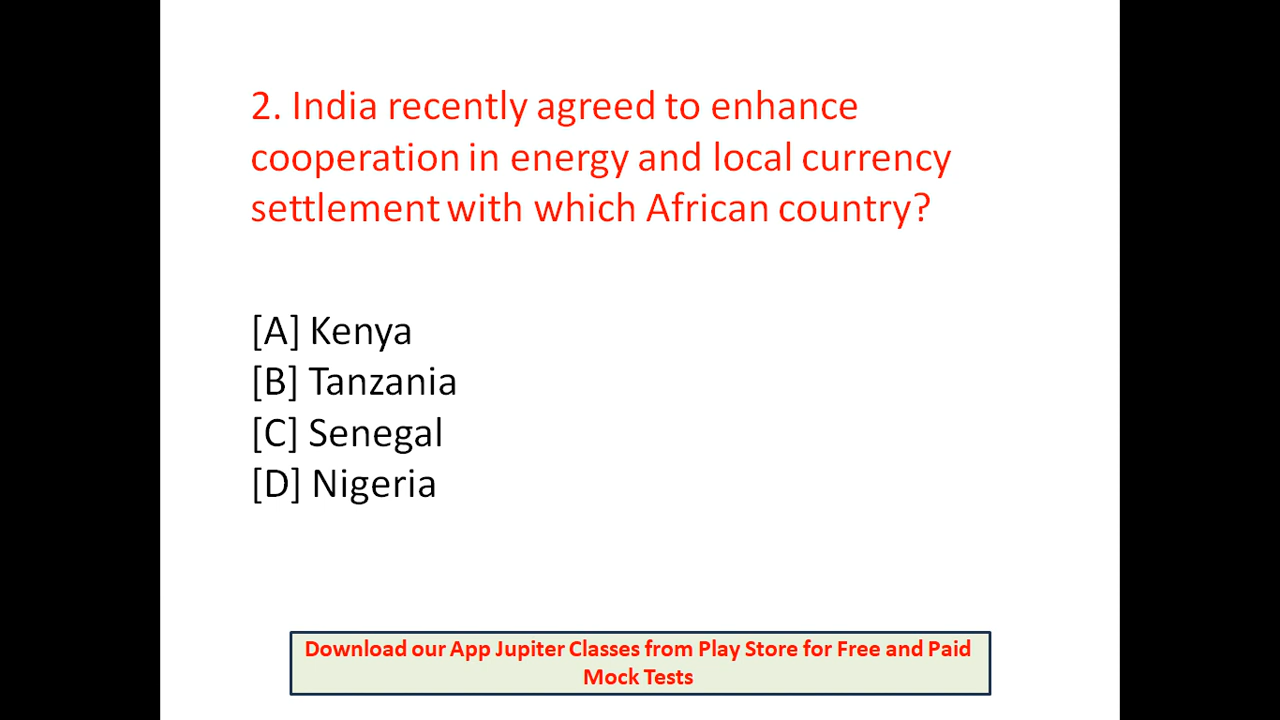 2. India recently agreed to enhance
cooperation in energy and local currency
settlement with which African country?
[A] Kenya
[B] Tanzania
[C] Senegal
[D] Nigeria
Download our App Jupiter Classes from Play Store for Free and Paid
Mock Tests